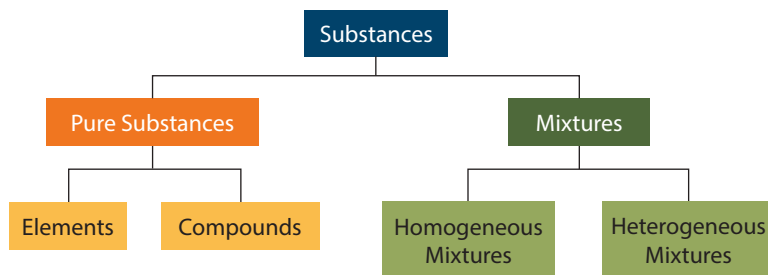 Substances
Pure Substances
Mixtures
Elements
Compounds
Homogeneous
Mixtures
Heterogeneous
Mixtures